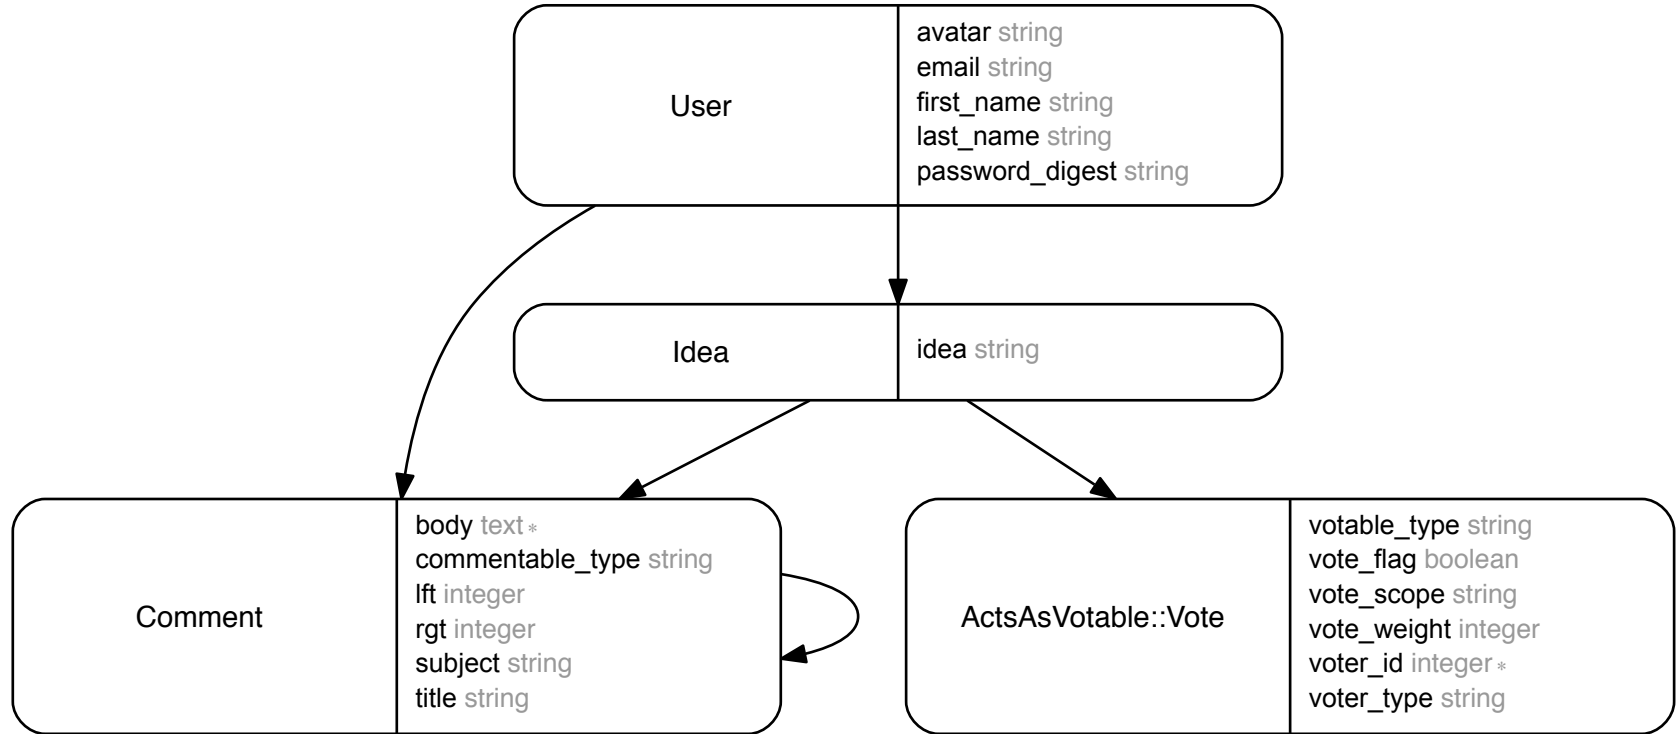 User
avatar string
email string
first_name string
last_name string
password_digest string
Idea
idea string
Comment
body text *
commentable_type string
lft integer
rgt integer
subject string
title string
ActsAsVotable::Vote
votable_type string
vote_flag boolean
vote_scope string
vote_weight integer
voter_id integer *
voter_type string